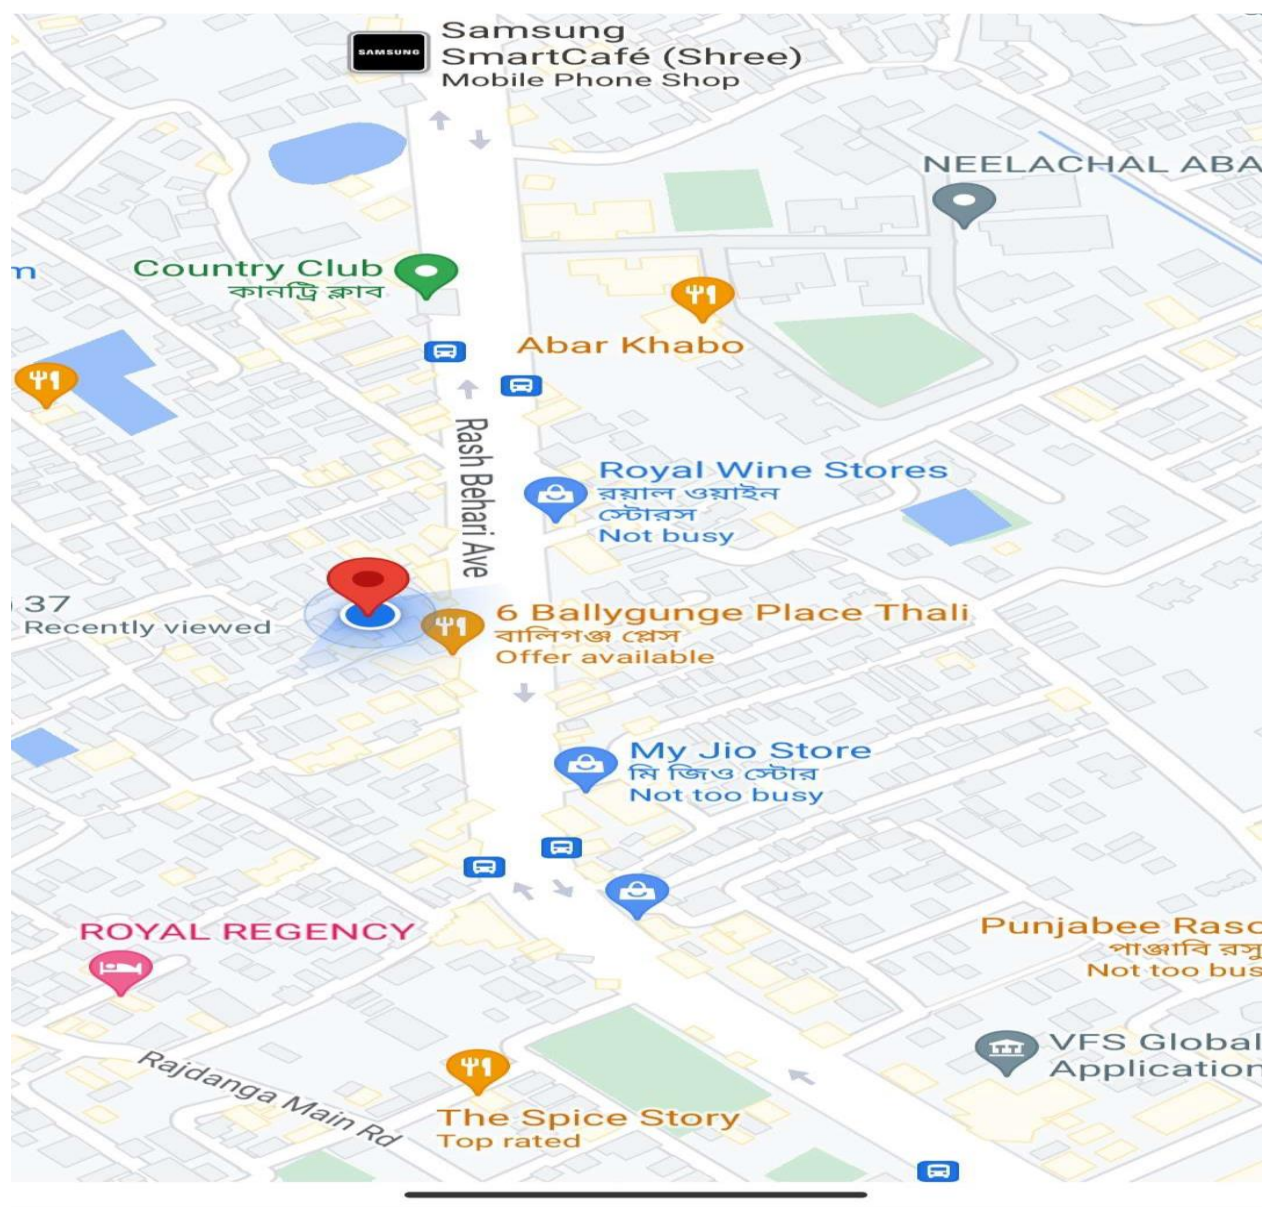 Samsung
SAMSUNG
SmartCafé (Shree)
Mobile Phone Shop
NEELACHAL ABA
Country Club
কানট্রি ক্লাব
Abar Khabo
Rash Behari Ave
Royal Wine Stores
রয়াল ওয়াইন
স্টোরস
Not busy
37
Recently viewed
6 Ballygunge Place Thali
বালিগঞ্জ প্লেস
Offer available
My Jio Store
মি জিও স্টোর
Not too busy
ROYAL REGENCY
Punjabee Raso
পাঞ্জাবি রসু
Not too bus
VFS Global
Application
Rajdanga Main Rd
The Spice Story
Top rated